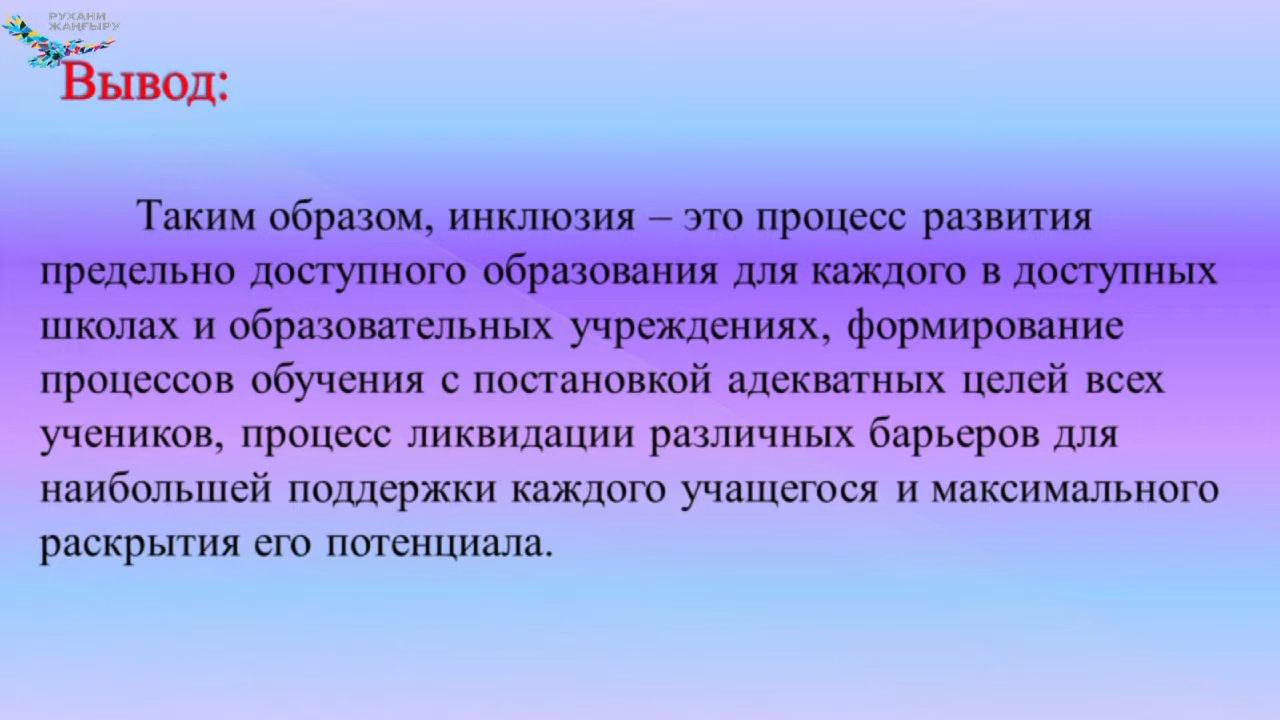 РУХАНИ
ЖАҢҒЫРУ
Вывод:
Таким образом, инклюзия – это процесс развития
предельно доступного образования для каждого в доступных
школах и образовательных учреждениях, формирование
процессов обучения с постановкой адекватных целей всех
учеников, процесс ликвидации различных барьеров для
наибольшей поддержки каждого учащегося и максимального
раскрытия его потенциала.